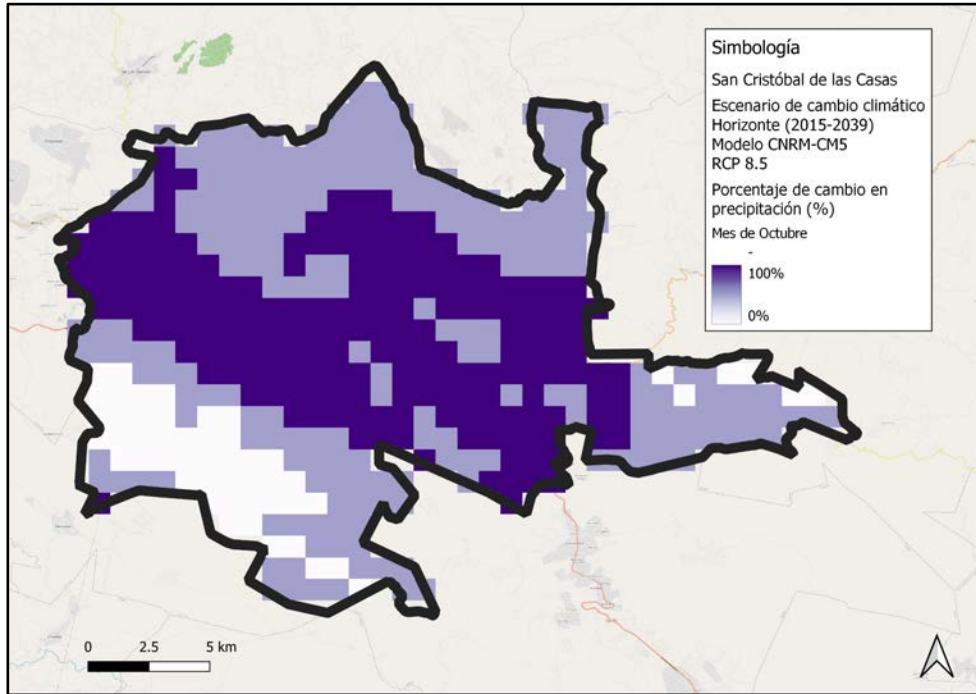 Simbología
San Cristóbal de las Casas
Escenario de cambio climático
Horizonte (2015-2039)
Modelo CNRM-CM5
RCP 8.5
Porcentaje de cambio en
precipitación (%)
Mes de Octubre
-
100%
0%
0 2.5 5 km